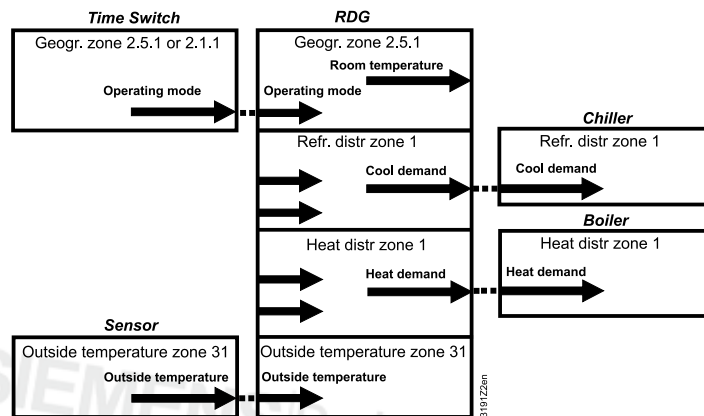 Time Switch
RDG
Geogr. zone 2.5.1 or 2.1.1
Geogr. zone 2.5.1
Room temperature
Operating mode
Operating mode
Chiller
Refr. distr zone 1
Refr. distr zone 1
Cool demand
Cool demand
Boiler
Heat distr zone 1
Heat distr zone 1
Heat demand
Heat demand
Sensor
Outside temperature zone 31
Outside temperature zone 31
Outside temperature
Outside temperature
3191Z2en
SIEMENS